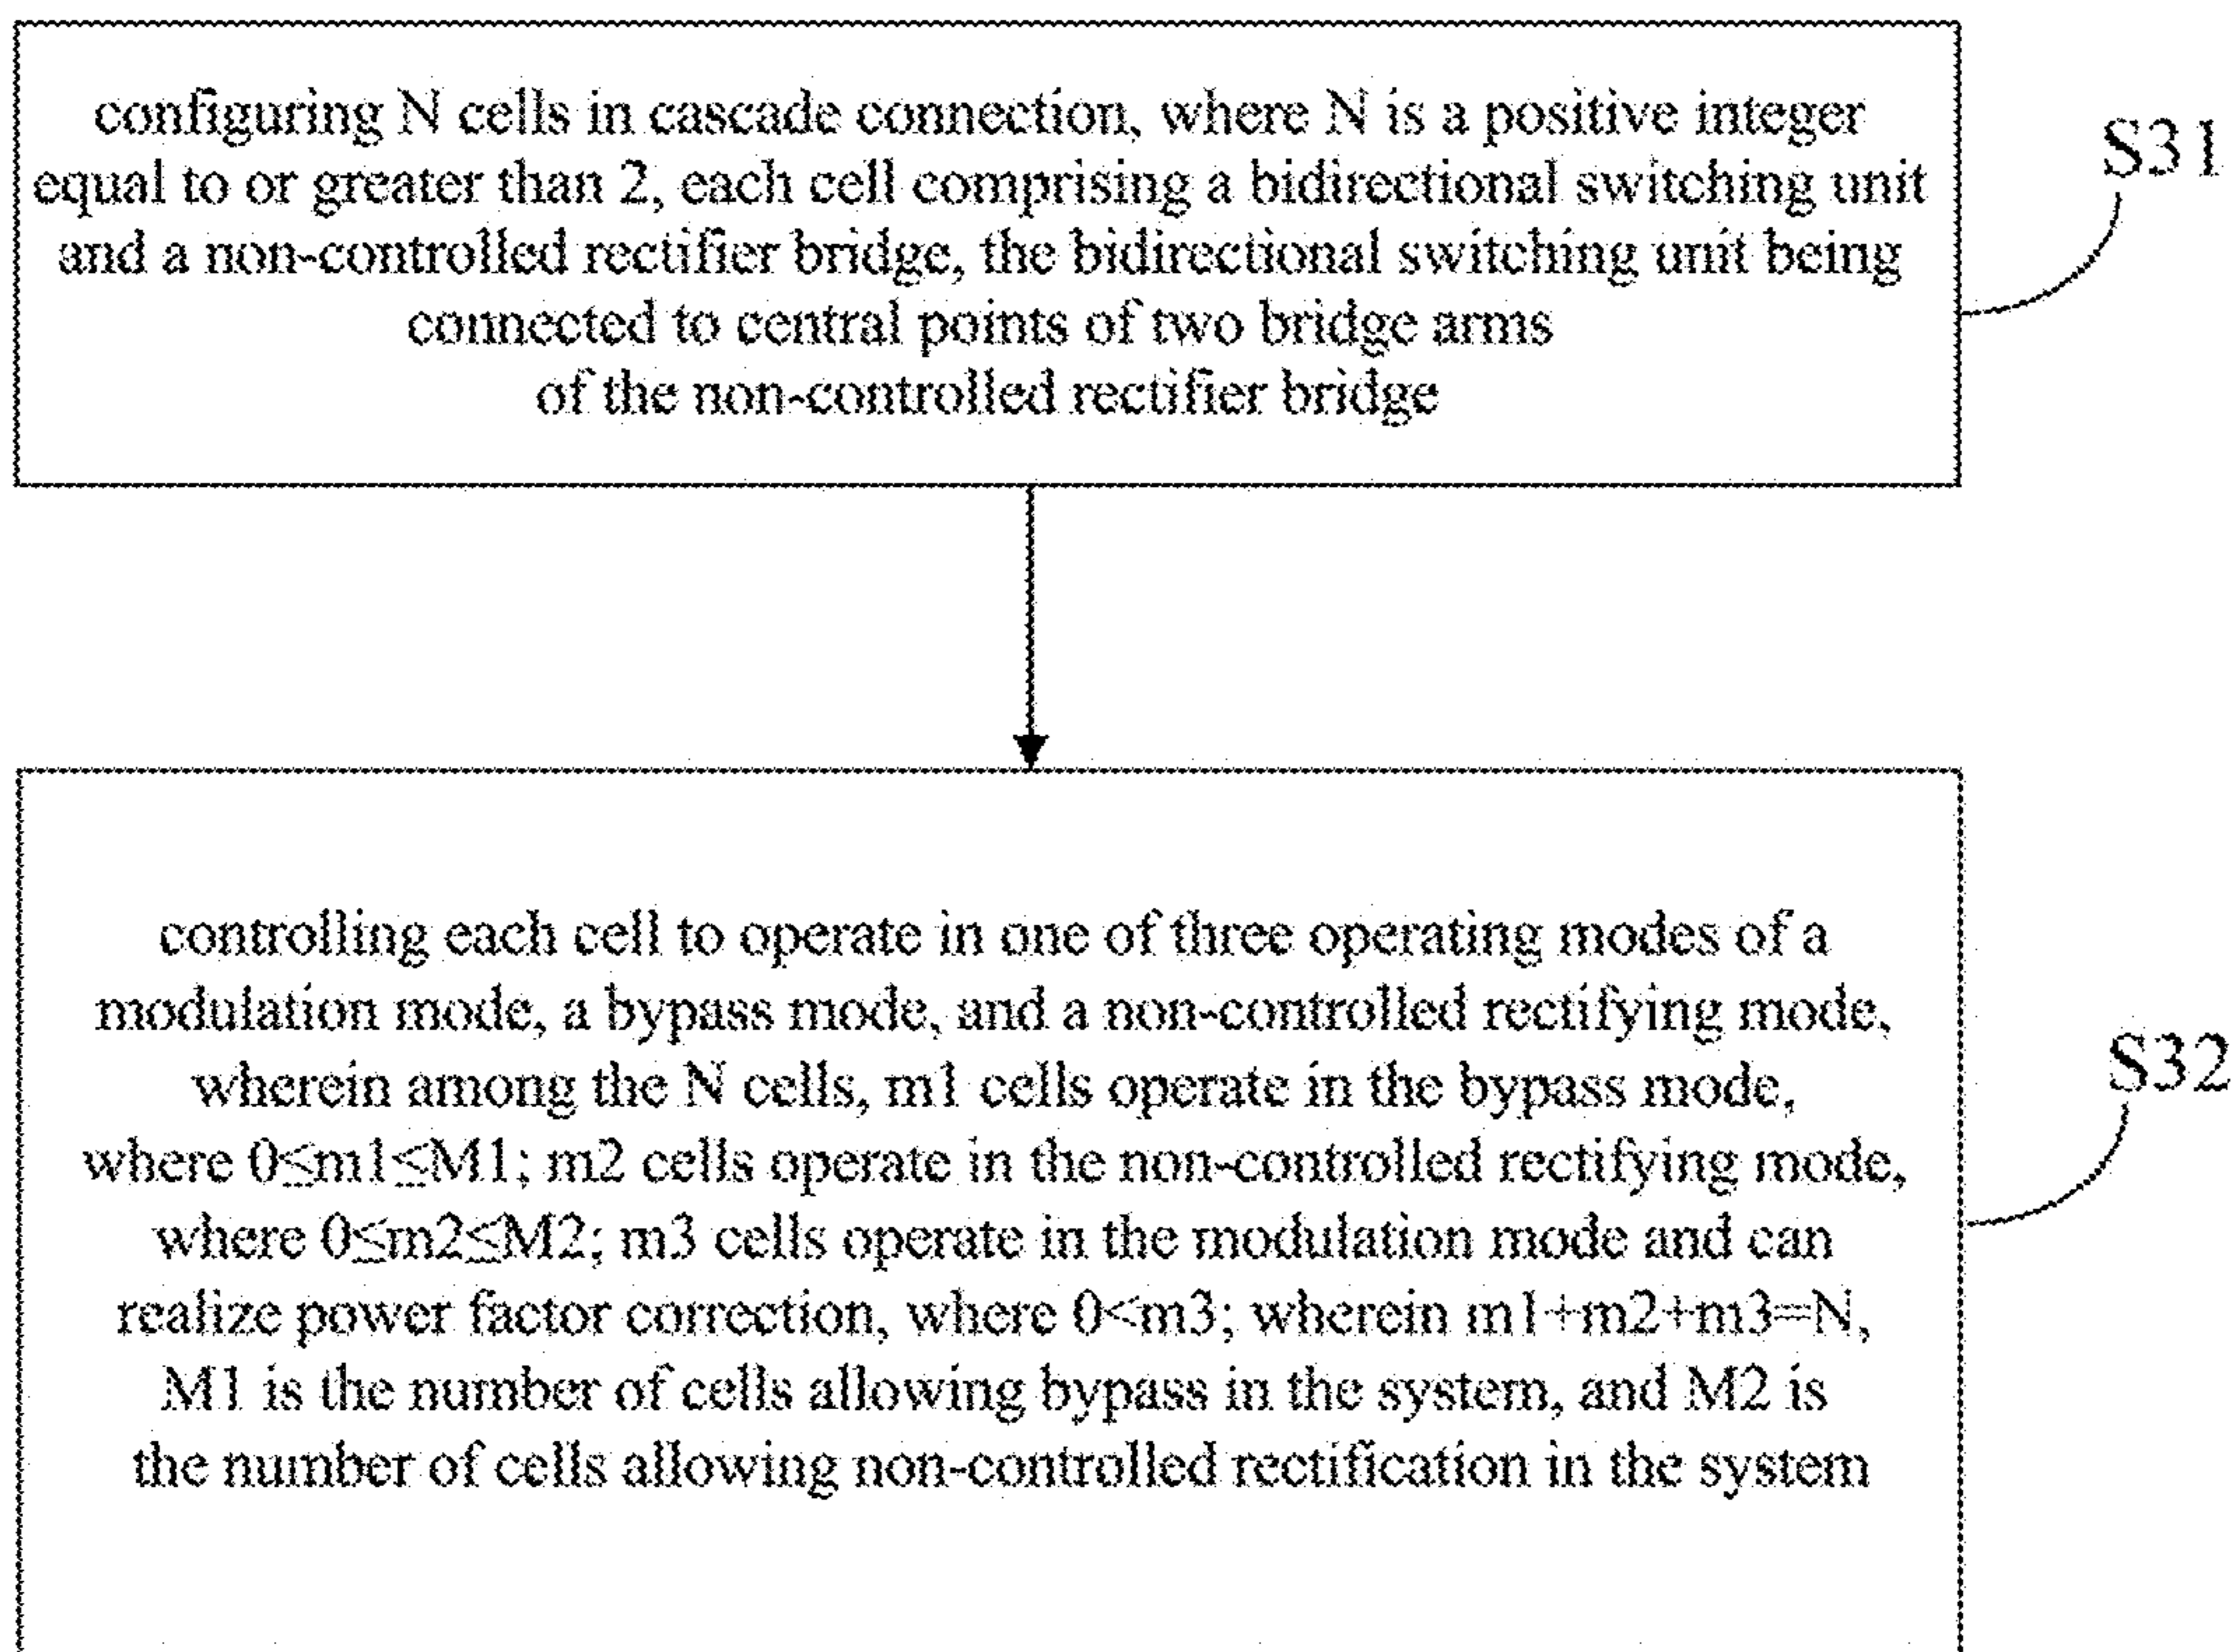 configuring N cells in cascade connection, where N is a positive integer
equal to or greater than 2, each cell comprising a bidirectional switching unit
and a non-controlled rectifier bridge, the bidirectional switching unit being
connected to central points of two bridge arms
of the non-controlled rectifier bridge
S31
controlling each cell to operate in one of three operating modes of a
modulation mode, a bypass mode, and a non-controlled rectifying mode,
wherein among the N cells, m1 cells operate in the bypass mode,
where 0≤m1≤M1; m2 cells operate in the non-controlled rectifying mode,
where 0≤m2≤M2; m3 cells operate in the modulation mode and can
realize power factor correction, where 0<m3; wherein m1+m2+m3=N,
M1 is the number of cells allowing bypass in the system, and M2 is
the number of cells allowing non-controlled rectification in the system
S32